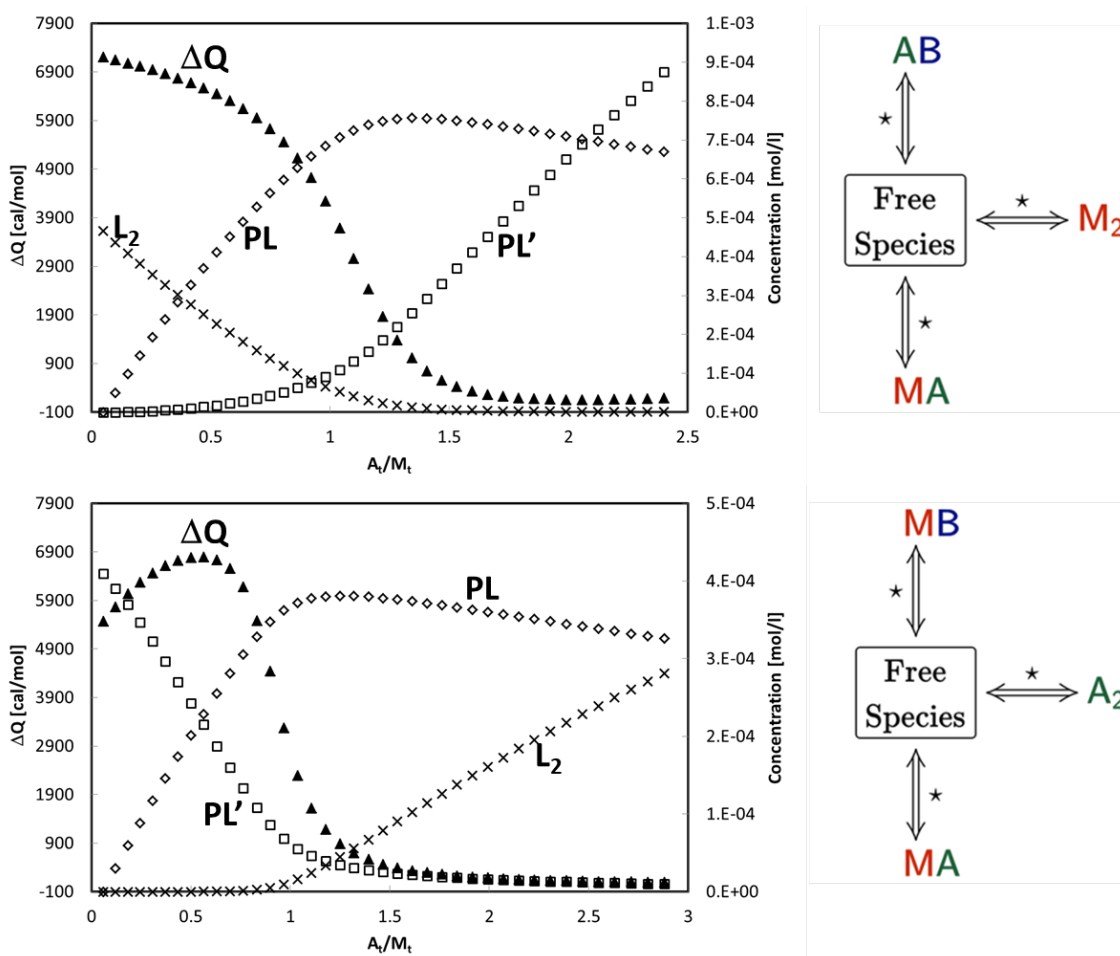 7900
6900
5900
4900
3900
2900
1900
900
-100
ΔQ [cal/mol]
0
0.5
1
1.5
2
2.5
A_t/M_t
1.E-03
9.E-04
8.E-04
7.E-04
6.E-04
5.E-04
4.E-04
3.E-04
2.E-04
1.E-04
0.E+00
Concentration [mol/l]
ΔQ
L₂
PL
PL’
AB
⋆
Free
Species
⋆
M₂
⋆
MA
7900
6900
5900
4900
3900
2900
1900
900
-100
ΔQ [cal/mol]
0
0.5
1
1.5
2
2.5
3
A_t/M_t
5.E-04
4.E-04
3.E-04
2.E-04
1.E-04
0.E+00
Concentration [mol/l]
ΔQ
PL
PL’
L₂
MB
⋆
Free
Species
⋆
A₂
⋆
MA